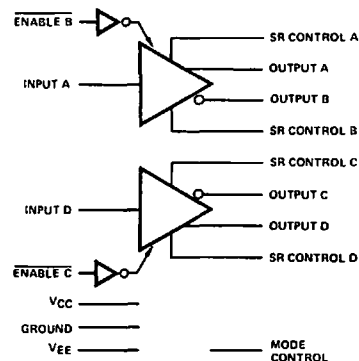 ENABLE B
SR CONTROL A
OUTPUT A
INPUT A
OUTPUT B
SR CONTROL B
SR CONTROL C
OUTPUT C
INPUT D
OUTPUT D
ENABLE C
SR CONTROL D
VCC
GROUND
VEE
MODE CONTROL